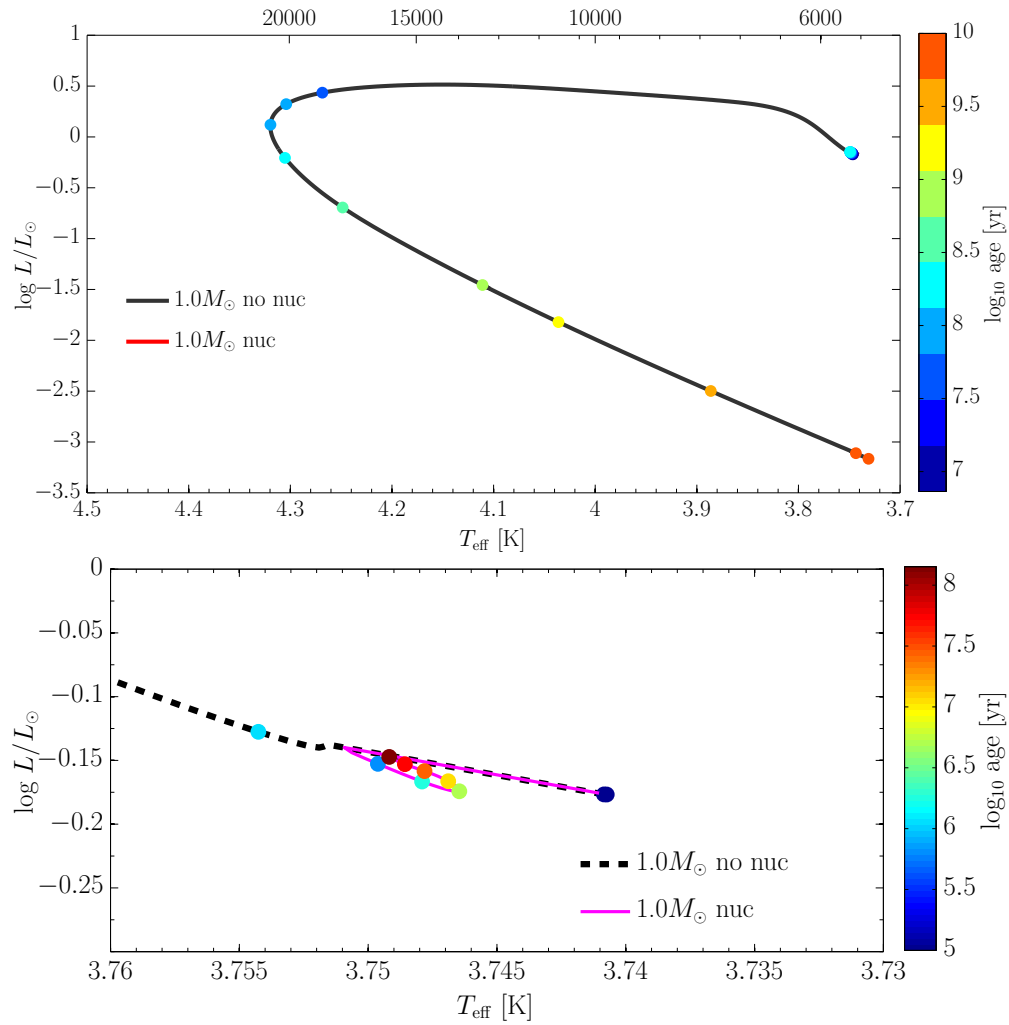 20000 15000 10000 6000
1
0.5
0
−0.5
−1
−1.5
−2
−2.5
−3
−3.5
log L/L⊙
1.0M⊙ no nuc
1.0M⊙ nuc
4.5 4.4 4.3 4.2 4.1 4 3.9 3.8 3.7
Teff [K]
10
9.5
9
8.5
8
7.5
7
log10 age [yr]
0
−0.05
−0.1
−0.15
−0.2
−0.25
log L/L⊙
1.0M⊙ no nuc
1.0M⊙ nuc
3.76 3.755 3.75 3.745 3.74 3.735 3.73
Teff [K]
8
7.5
7
6.5
6
5.5
5
log10 age [yr]